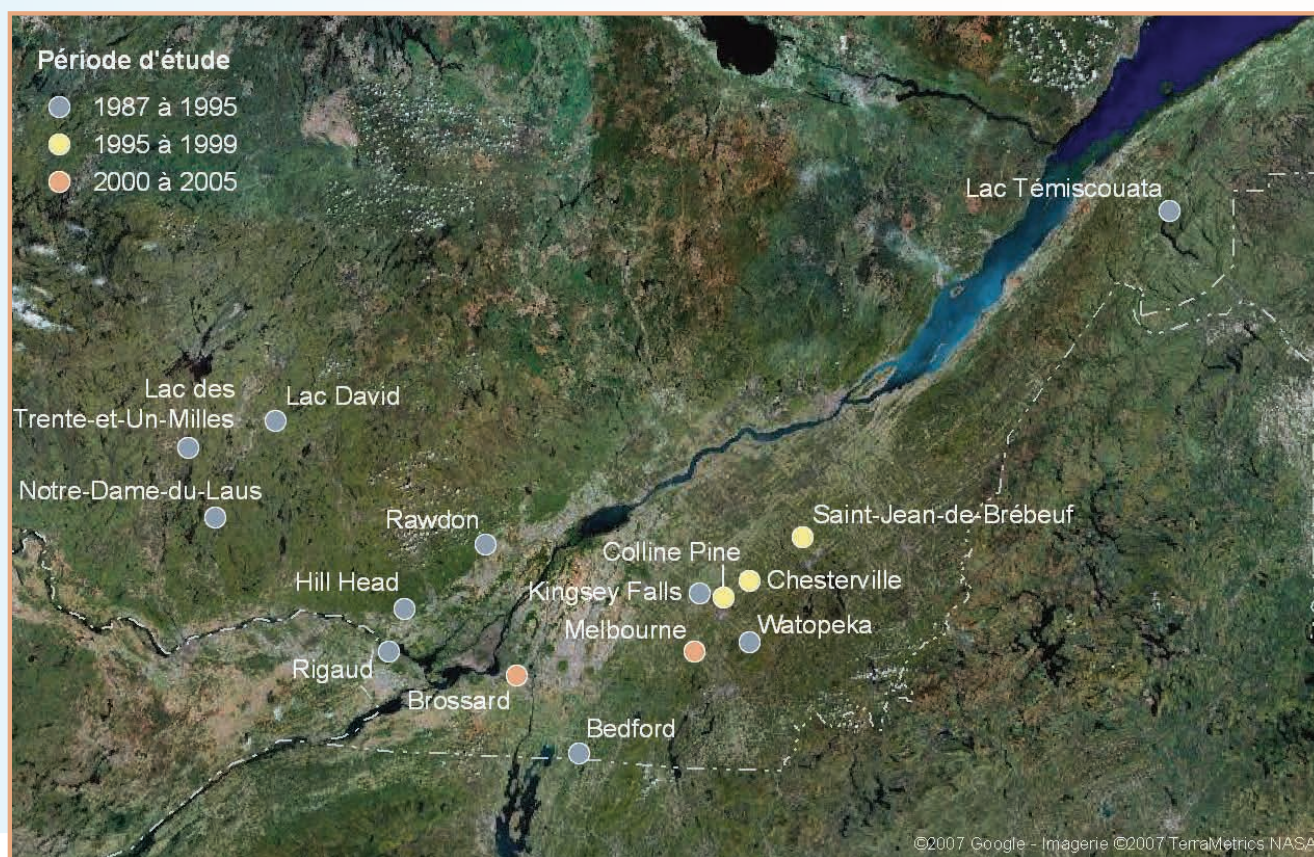 Période d'étude
1987 à 1995
1995 à 1999
2000 à 2005
Lac Témiscouata
Lac des
Trente-et-Un-Milles
Lac David
Notre-Dame-du-Laus
Rawdon
Saint-Jean-de-Brébeuf
Colline Pine
Hill Head
Kingsey Falls
Chesterville
Melbourne
Watopeka
Rigaud
Brossard
Bedford
©2007 Google - Imagerie ©2007 TerraMetrics NASA